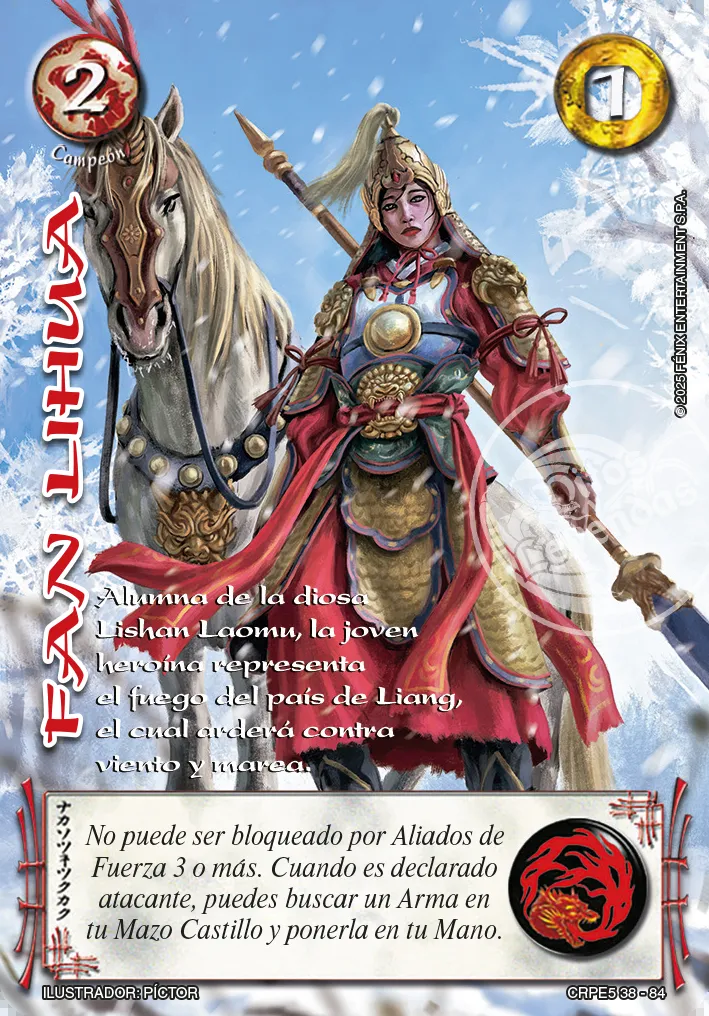 2
Campeón
1
FAN LIHUA
© 2025 FÉNIX ENTERTAINMENT S.P.A.
Mitos
Leyendas
Alumna de la diosa
Lishan Laomu, la joven
heroína representa
el fuego del país de Liang,
el cual arderá contra
viento y marea.
ナカソツネツクカク
No puede ser bloqueado por Aliados de
Fuerza 3 o más. Cuando es declarado
atacante, puedes buscar un Arma en
tu Mazo Castillo y ponerla en tu Mano.
ILUSTRADOR: PÍCTOR
CRPE5 38 - 84